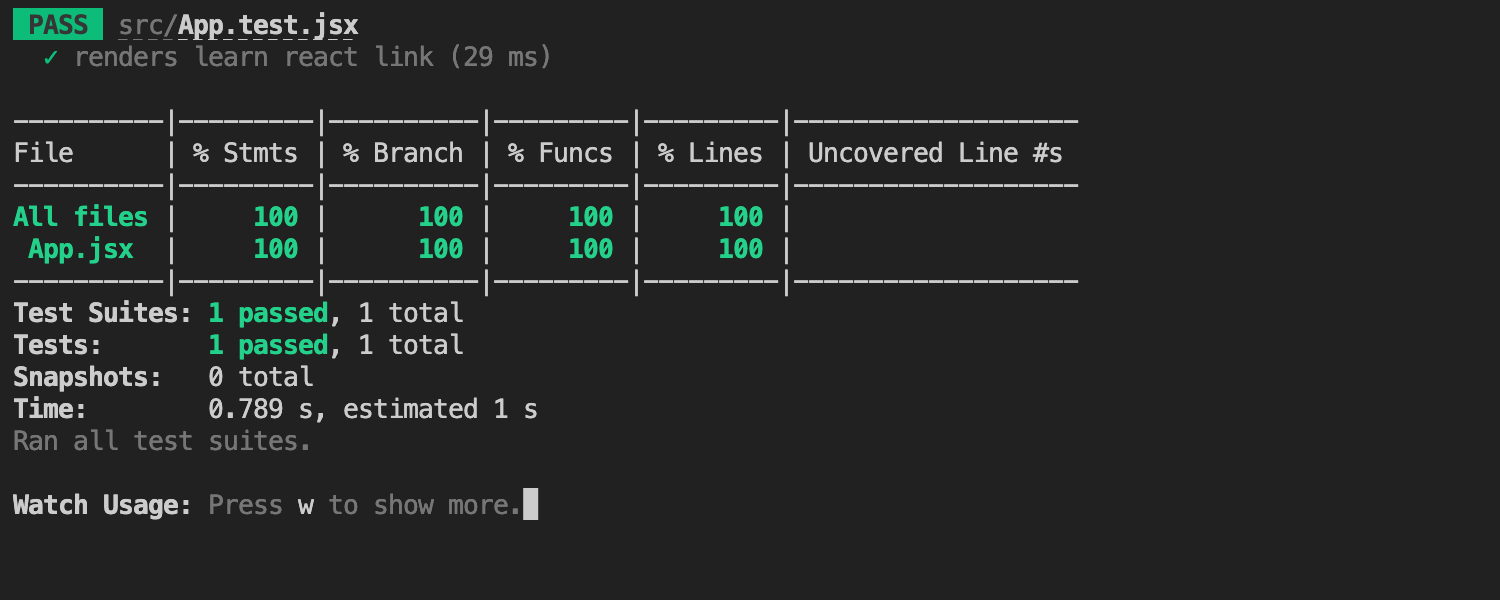 PASS src/App.test.jsx
✓ renders learn react link (29 ms)
----------|---------|----------|---------|---------|-------------------
File      | % Stmts | % Branch | % Funcs | % Lines | Uncovered Line #s
----------|---------|----------|---------|---------|-------------------
All files |     100 |      100 |     100 |     100 |
 App.jsx  |     100 |      100 |     100 |     100 |
----------|---------|----------|---------|---------|-------------------
Test Suites: 1 passed, 1 total
Tests:       1 passed, 1 total
Snapshots:   0 total
Time:        0.789 s, estimated 1 s
Ran all test suites.
Watch Usage: Press w to show more.